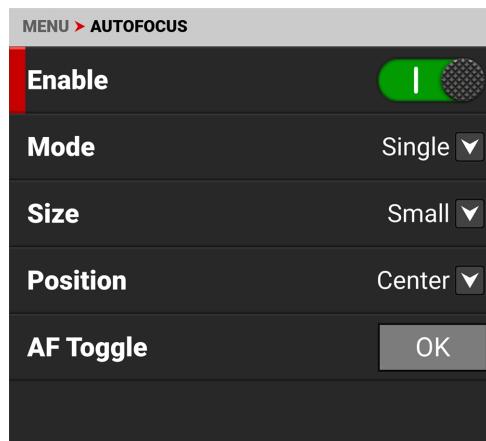 MENU ➤ AUTOFOCUS
Enable
Mode Single
Size Small
Position Center
AF Toggle OK